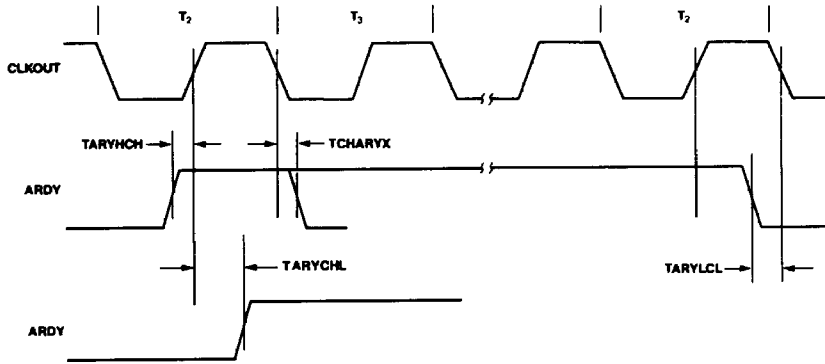 T₂ T₃ T₂
CLKOUT
TARYHCH TCHARYX
ARDY
TARYCHL TARYLCL
ARDY